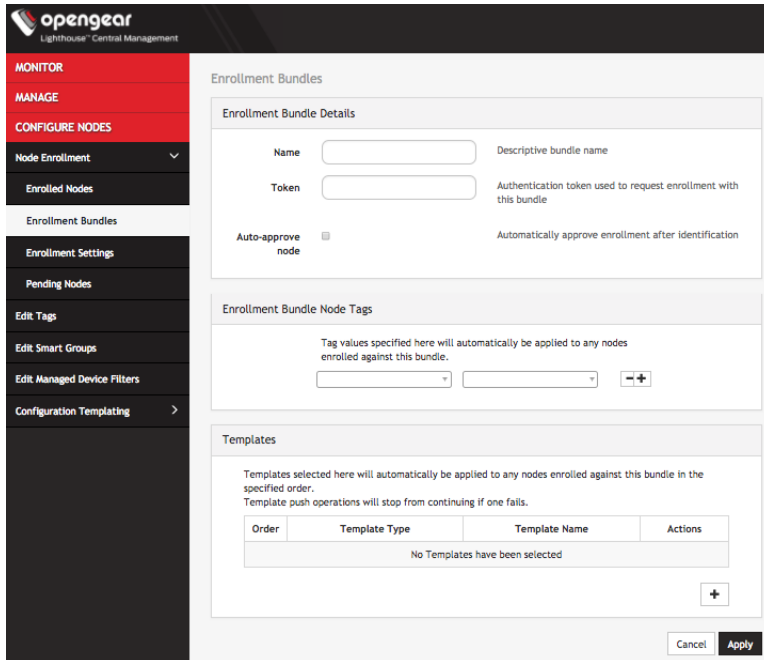 opengear
Lighthouse™ Central Management
MONITOR
MANAGE
CONFIGURE NODES
Node Enrollment
Enrolled Nodes
Enrollment Bundles
Enrollment Settings
Pending Nodes
Edit Tags
Edit Smart Groups
Edit Managed Device Filters
Configuration Templating
Enrollment Bundles
Enrollment Bundle Details
Name
Descriptive bundle name
Token
Authentication token used to request enrollment with
this bundle
Auto-approve
node
Automatically approve enrollment after identification
Enrollment Bundle Node Tags
Tag values specified here will automatically be applied to any nodes
enrolled against this bundle.
Templates
Templates selected here will automatically be applied to any nodes enrolled against this bundle in the
specified order.
Template push operations will stop from continuing if one fails.
Order Template Type Template Name Actions
No Templates have been selected
Cancel Apply